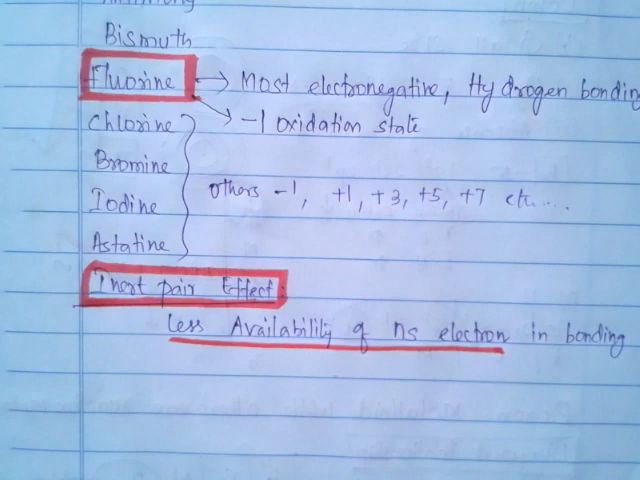 Bismuth
Fluorine → Most electronegative, Hydrogen bonding
Chlorine → -1 oxidation state
Bromine
others -1, +1, +3, +5, +7 etc....
Iodine
Astatine
Inert pair Effect:
less Availability of ns electron in bonding